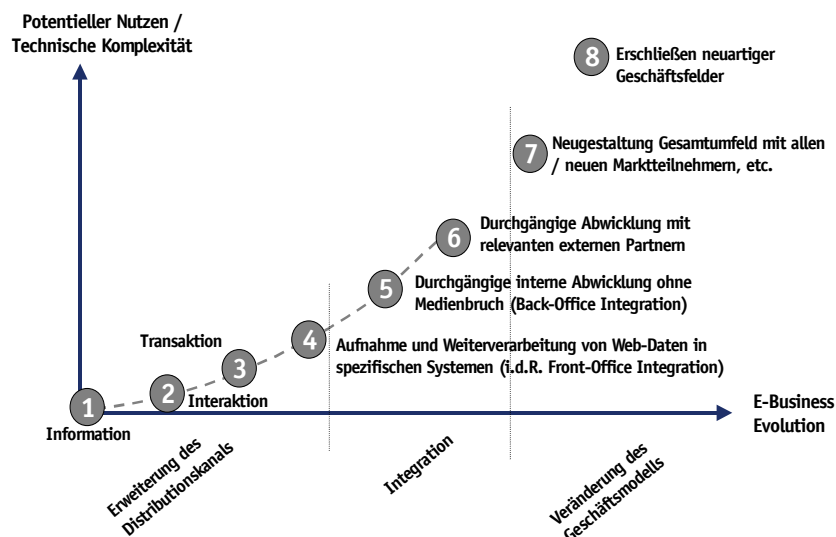 Potentieller Nutzen /
Technische Komplexität
8
Erschließen neuartiger
Geschäftsfelder
7
Neugestaltung Gesamtumfeld mit allen
/ neuen Marktteilnehmern, etc.
6
Durchgängige Abwicklung mit
relevanten externen Partnern
5
Durchgängige interne Abwicklung ohne
Medienbruch (Back-Office Integration)
4
Aufnahme und Weiterverarbeitung von Web-Daten in
spezifischen Systemen (i.d.R. Front-Office Integration)
Transaktion
3
2
Interaktion
1
Information
E-Business
Evolution
Erweiterung des
Distributionskanals
Integration
Veränderung des
Geschäftsmodells